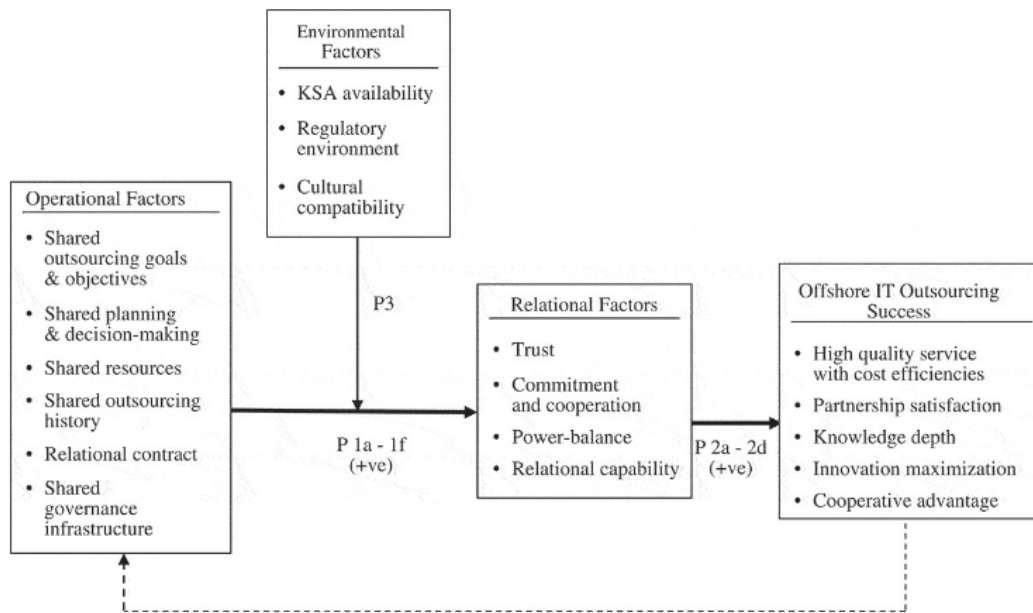 Environmental
Factors
• KSA availability
• Regulatory
environment
• Cultural
compatibility
Operational Factors
• Shared
outsourcing goals
& objectives
• Shared planning
& decision-making
• Shared resources
• Shared outsourcing
history
• Relational contract
• Shared
governance
infrastructure
P3
P 1a - 1f
(+ve)
Relational Factors
• Trust
• Commitment
and cooperation
• Power-balance
• Relational capability
P 2a - 2d
(+ve)
Offshore IT Outsourcing
Success
• High quality service
with cost efficiencies
• Partnership satisfaction
• Knowledge depth
• Innovation maximization
• Cooperative advantage